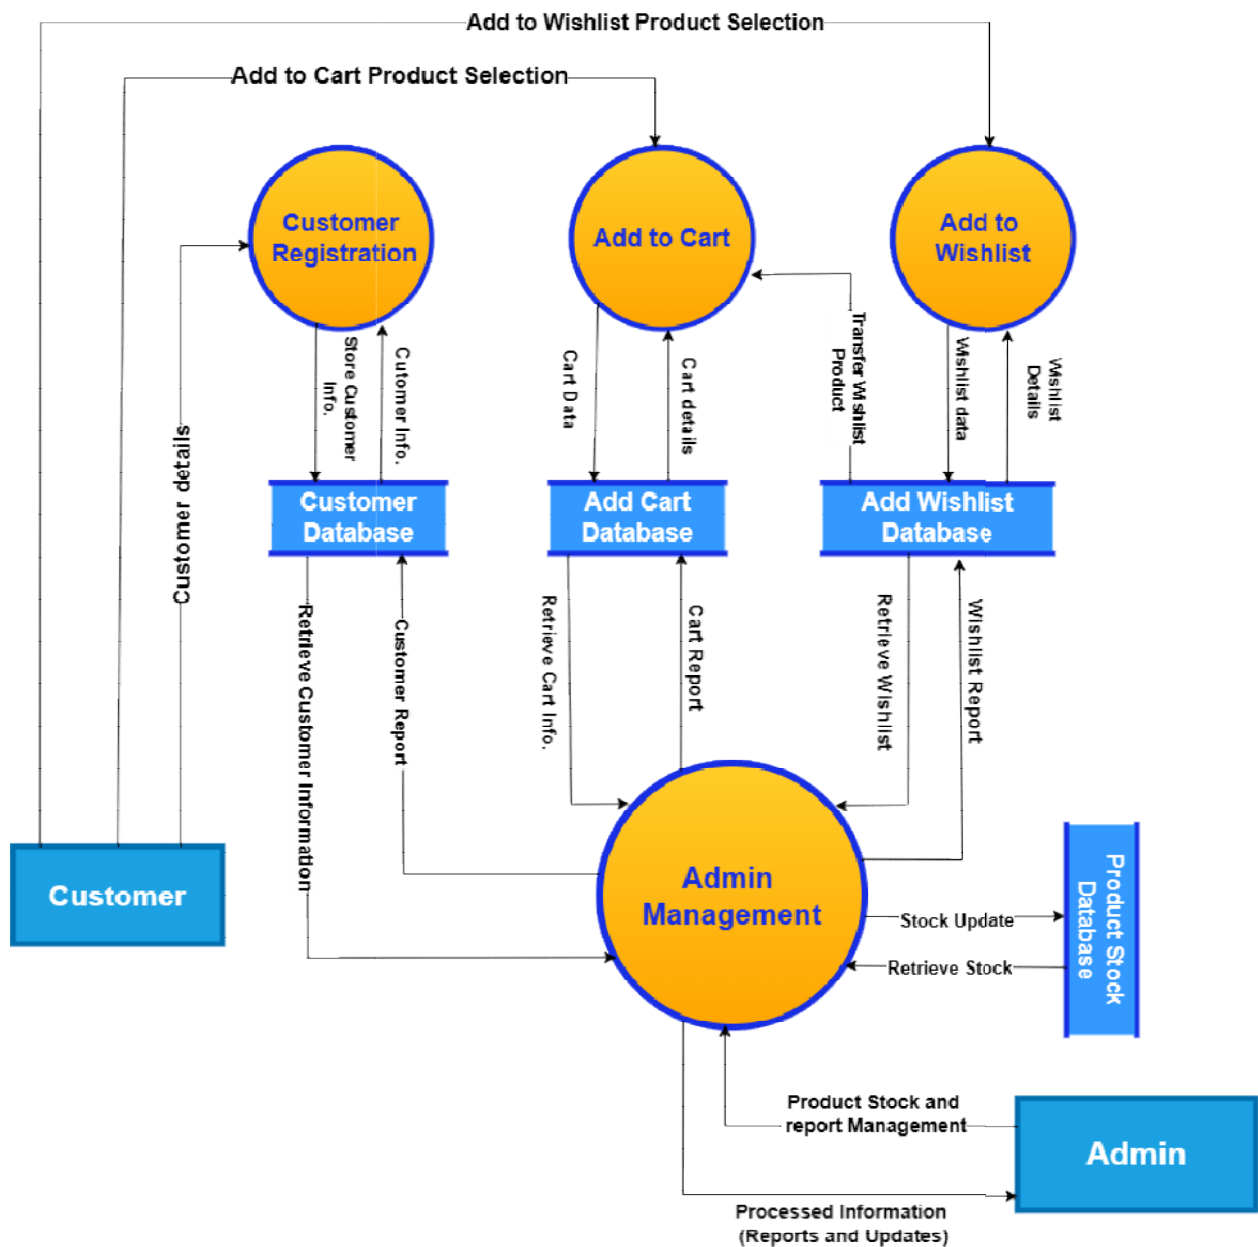 Add to Wishlist Product Selection
Add to Cart Product Selection
Customer
Registration
Add to Cart
Add to
Wishlist
Customer details
Store Customer
Info.
Cutomer Info.
Cart Data
Cart details
Transfer Wishlist
Product
Wishlist data
Wishlist
Details
Customer
Database
Add Cart
Database
Add Wishlist
Database
Retrieve Customer Information
Customer Report
Retrieve Cart Info.
Cart Report
Retrieve Wishlist
Wishlist Report
Customer
Admin
Management
Stock Update
Retrieve Stock
Product Stock
Database
Product Stock and
report Management
Admin
Processed Information
(Reports and Updates)